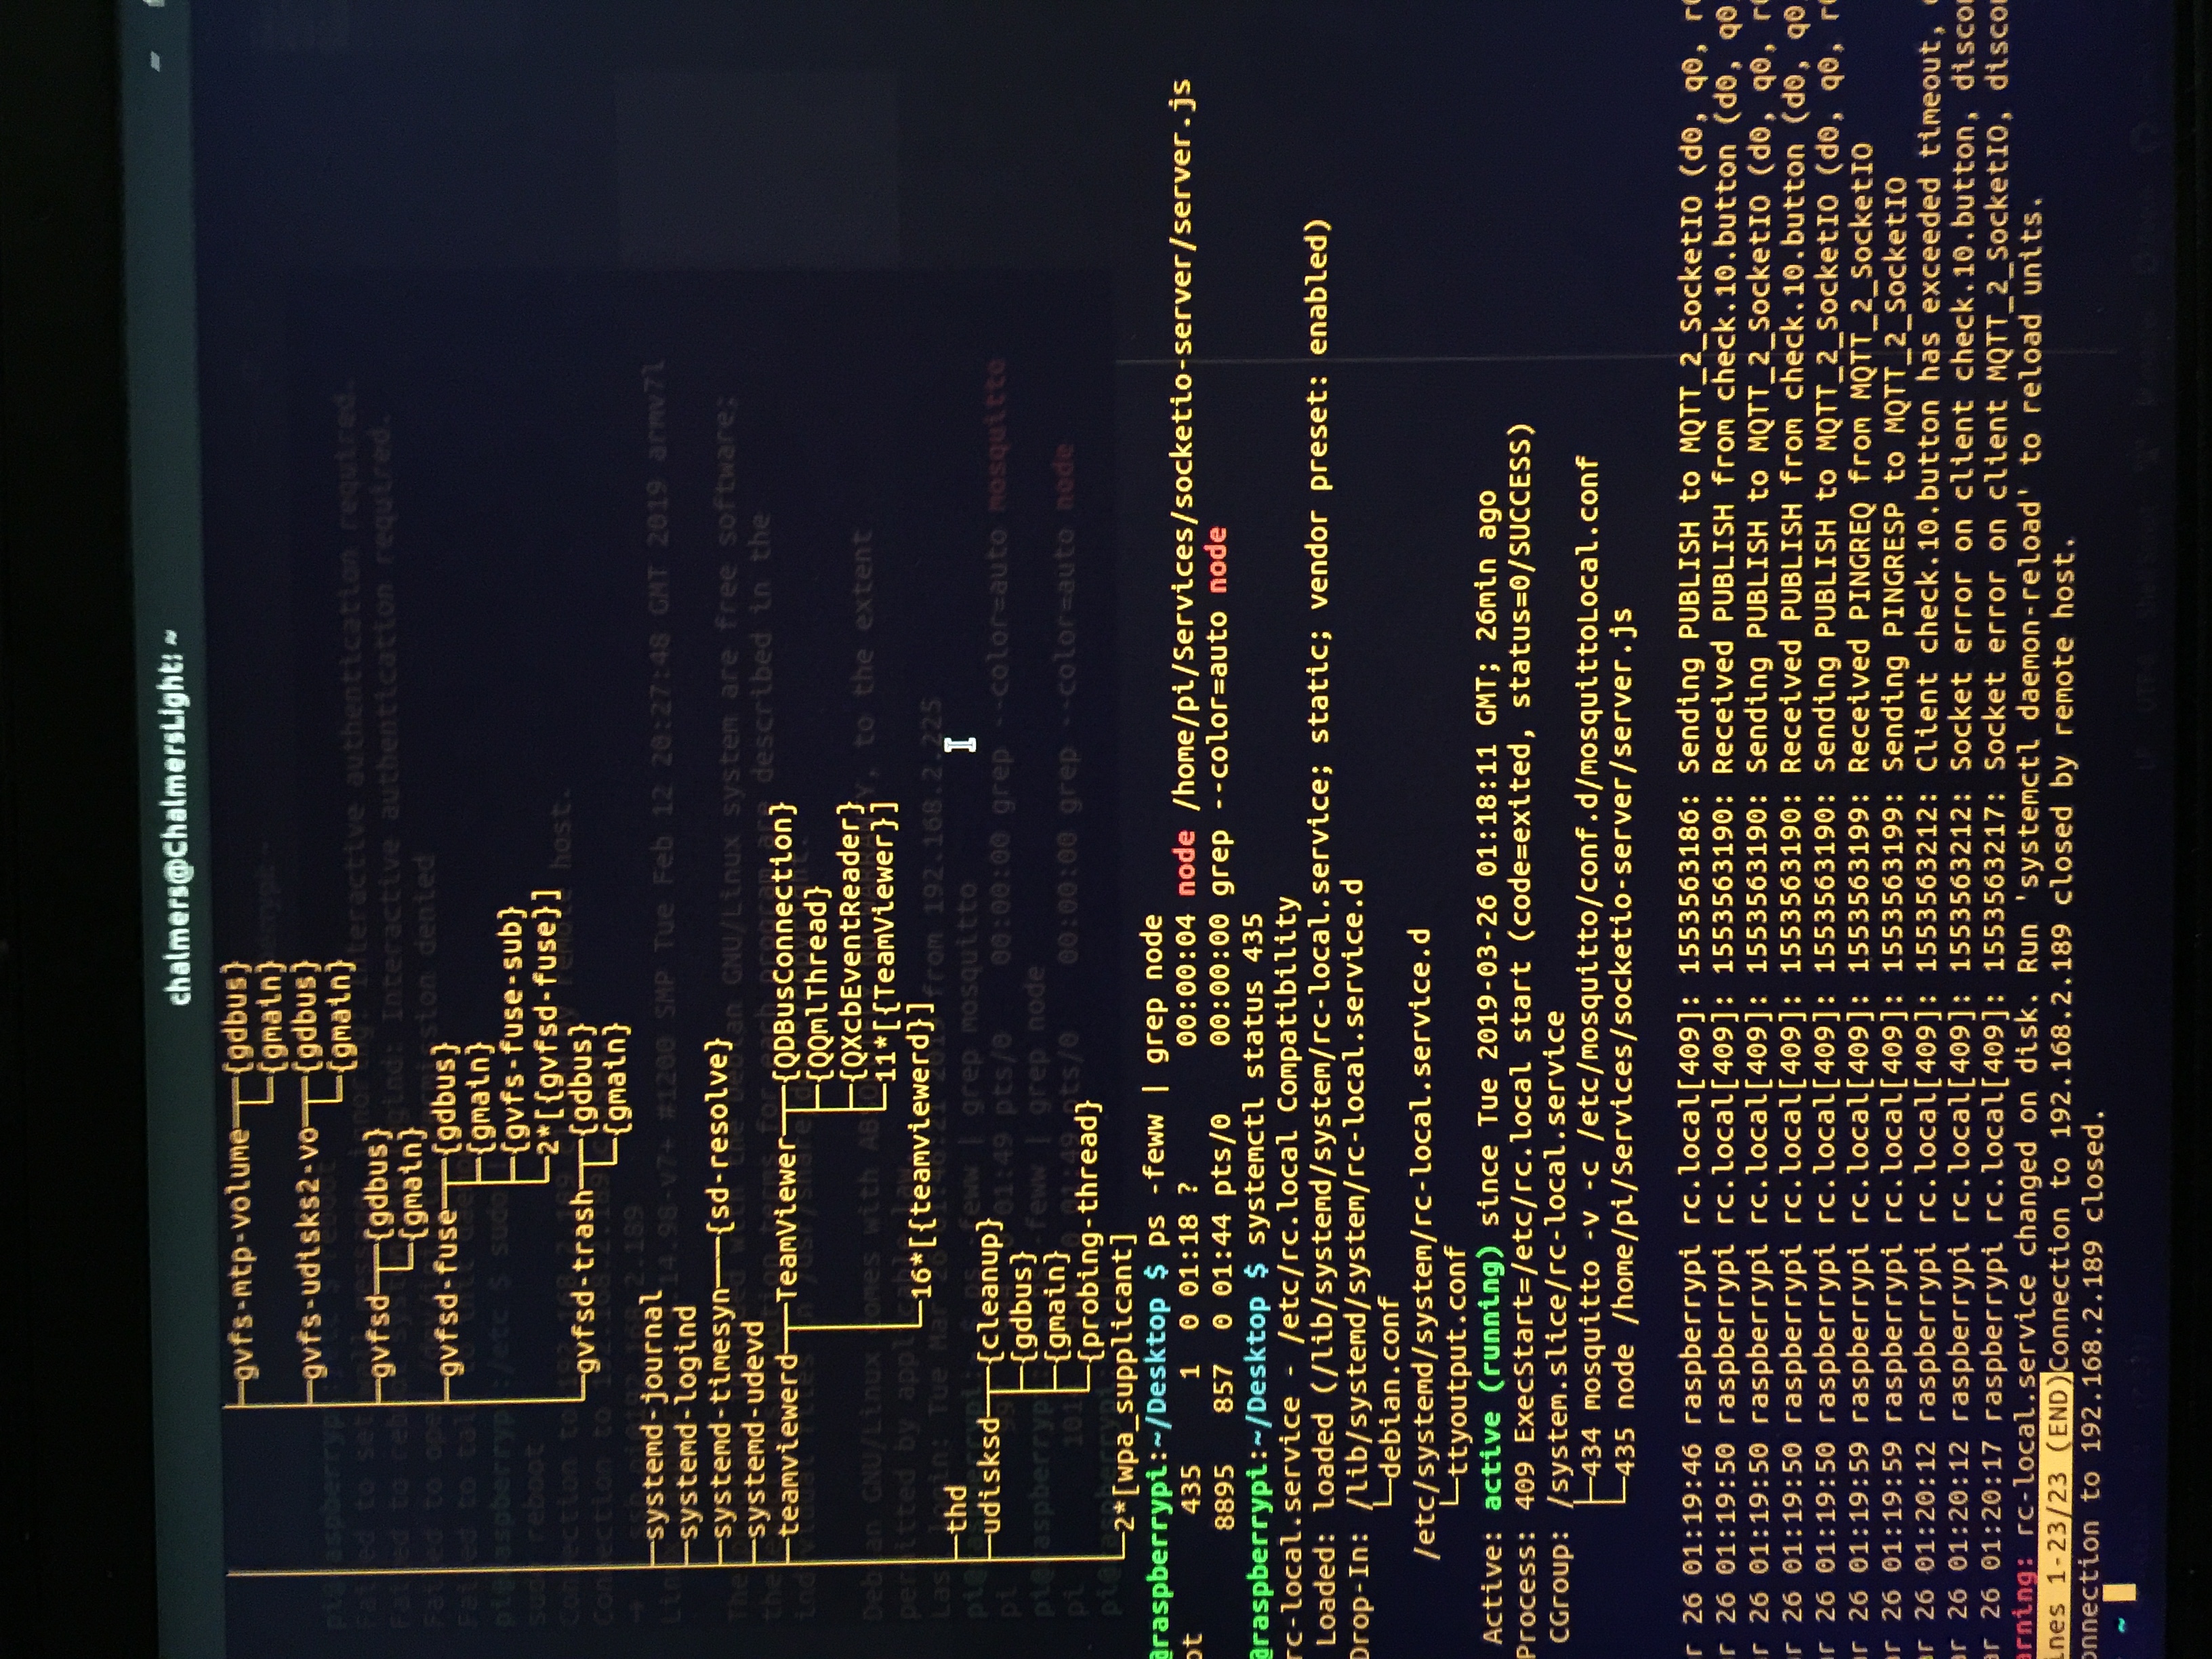 chalmers@ChalmersLight: ~
├─gvfs-mtp-volume─┬─{gdbus}
└─{gmain}
├─gvfs-udisks2-vo─┬─{gdbus}
└─{gmain}
├─gvfsd─┬─{gdbus}
└─{gmain}
├─gvfsd-fuse─┬─{gdbus}
├─{gmain}
├─{gvfs-fuse-sub}
└─2*[{gvfsd-fuse}]
└─gvfsd-trash─┬─{gdbus}
└─{gmain}
├─systemd-journal
├─systemd-logind
├─systemd-timesyn───{sd-resolve}
├─systemd-udevd
├─teamviewerd─┬─TeamViewer─┬─{QDBusConnection}
├─{QQmlThread}
├─{QXcbEventReader}
└─11*[{TeamViewer}]
└─16*[{teamviewerd}]
├─thd
├─udisksd─┬─{cleanup}
├─{gdbus}
├─{gmain}
└─{probing-thread}
└─2*[wpa_supplicant]
@raspberrypi:~/Desktop $ ps -feww | grep node
ot 435 1 0 01:18 ? 00:00:04 node /home/pi/Services/socketio-server/server.js
8895 857 0 01:44 pts/0 00:00:00 grep --color=auto node
@raspberrypi:~/Desktop $ systemctl status 435
rc-local.service - /etc/rc.local Compatibility
Loaded: loaded (/lib/systemd/system/rc-local.service; static; vendor preset: enabled)
Drop-In: /lib/systemd/system/rc-local.service.d
└─debian.conf
/etc/systemd/system/rc-local.service.d
└─ttyoutput.conf
Active: active (running) since Tue 2019-03-26 01:18:11 GMT; 26min ago
Process: 409 ExecStart=/etc/rc.local start (code=exited, status=0/SUCCESS)
CGroup: /system.slice/rc-local.service
├─434 mosquitto -v -c /etc/mosquitto/conf.d/mosquittoLocal.conf
└─435 node /home/pi/Services/socketio-server/server.js
r 26 01:19:46 raspberrypi rc.local[409]: 1553563186: Sending PUBLISH to MQTT_2_SocketIO (d0, q0, r0
r 26 01:19:50 raspberrypi rc.local[409]: 1553563190: Received PUBLISH from check.10.button (d0, q0
r 26 01:19:50 raspberrypi rc.local[409]: 1553563190: Sending PUBLISH to MQTT_2_SocketIO (d0, q0, r0
r 26 01:19:50 raspberrypi rc.local[409]: 1553563190: Received PUBLISH from check.10.button (d0, q0
r 26 01:19:50 raspberrypi rc.local[409]: 1553563190: Sending PUBLISH to MQTT_2_SocketIO (d0, q0, r0
r 26 01:19:59 raspberrypi rc.local[409]: 1553563199: Received PINGREQ from MQTT_2_SocketIO
r 26 01:19:59 raspberrypi rc.local[409]: 1553563199: Sending PINGRESP to MQTT_2_SocketIO
r 26 01:20:12 raspberrypi rc.local[409]: 1553563212: Client check.10.button has exceeded timeout,
ar 26 01:20:12 raspberrypi rc.local[409]: 1553563212: Socket error on client check.10.button, disco
ar 26 01:20:17 raspberrypi rc.local[409]: 1553563217: Socket error on client MQTT_2_SocketIO, disco
arning: rc-local.service changed on disk. Run 'systemctl daemon-reload' to reload units.
ines 1-23/23 (END)Connection to 192.168.2.189 closed by remote host.
onnection to 192.168.2.189 closed.
~